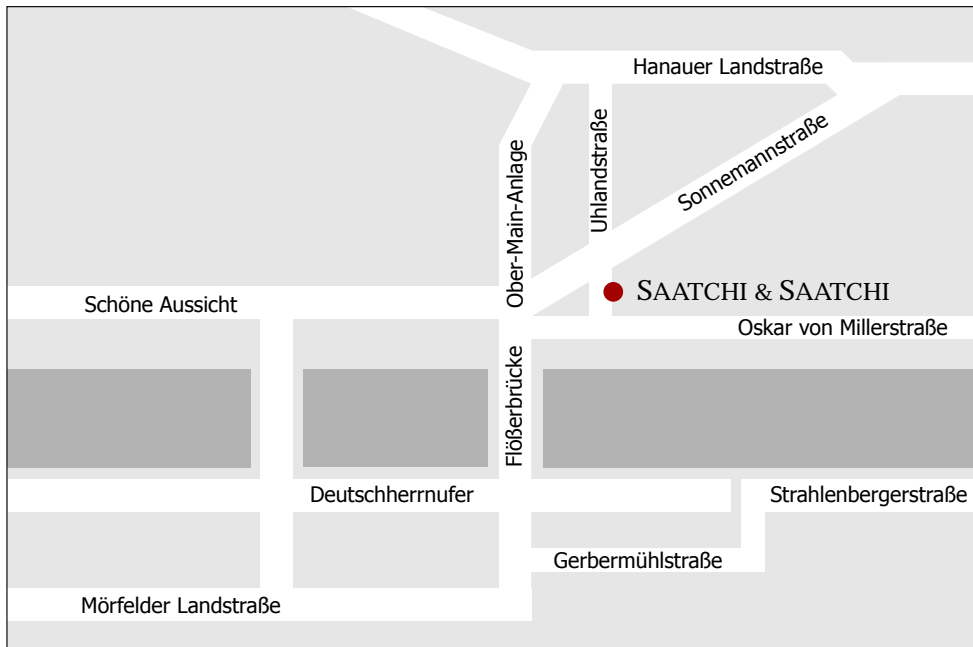 Hanauer Landstraße
Sonnemannstraße
Uhlandstraße
Ober-Main-Anlage
SAATCHI & SAATCHI
Schöne Aussicht
Oskar von Millerstraße
Flößerbrücke
Deutschherrnufer
Strahlenbergerstraße
Gerbermühlstraße
Mörfelder Landstraße